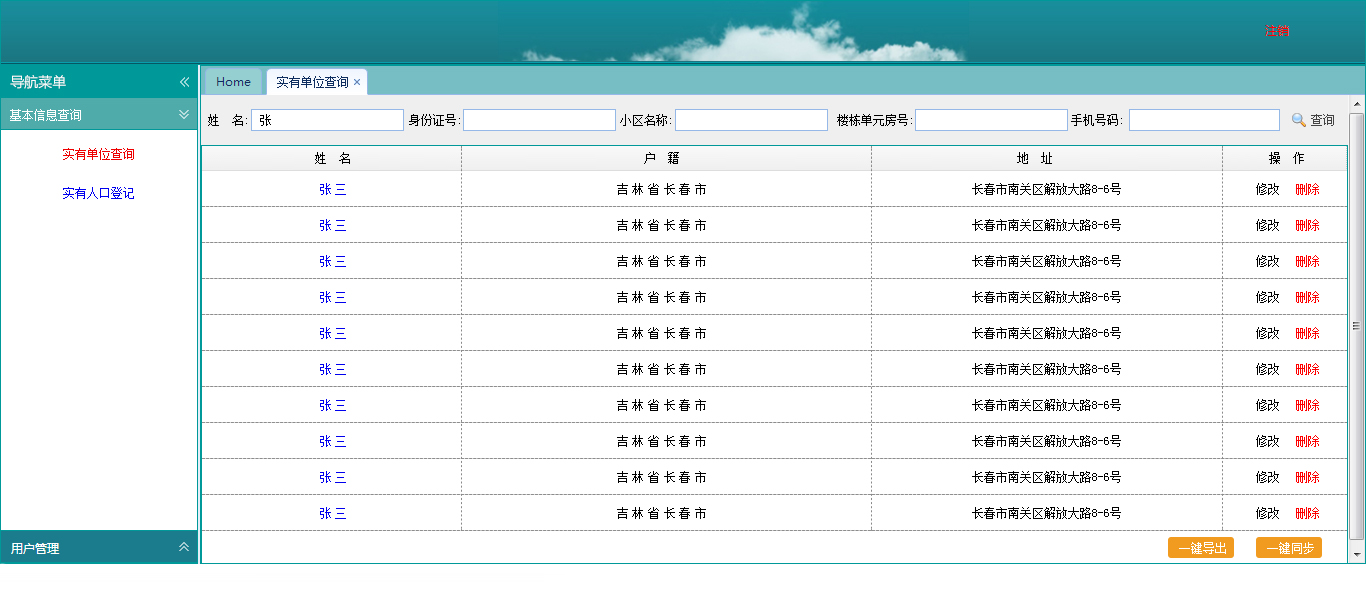 注销
导航菜单
Home 实有单位查询
基本信息查询
姓 名: 张 身份证号: 小区名称: 楼栋单元房号: 手机号码: 查询
实有单位查询
实有人口登记
姓 名 户 籍 地 址 操 作
张 三 吉 林 省 长 春 市 长春市南关区解放大路8-6号 修改 删除
张 三 吉 林 省 长 春 市 长春市南关区解放大路8-6号 修改 删除
张 三 吉 林 省 长 春 市 长春市南关区解放大路8-6号 修改 删除
张 三 吉 林 省 长 春 市 长春市南关区解放大路8-6号 修改 删除
张 三 吉 林 省 长 春 市 长春市南关区解放大路8-6号 修改 删除
张 三 吉 林 省 长 春 市 长春市南关区解放大路8-6号 修改 删除
张 三 吉 林 省 长 春 市 长春市南关区解放大路8-6号 修改 删除
张 三 吉 林 省 长 春 市 长春市南关区解放大路8-6号 修改 删除
张 三 吉 林 省 长 春 市 长春市南关区解放大路8-6号 修改 删除
张 三 吉 林 省 长 春 市 长春市南关区解放大路8-6号 修改 删除
用户管理
一键导出 一键同步